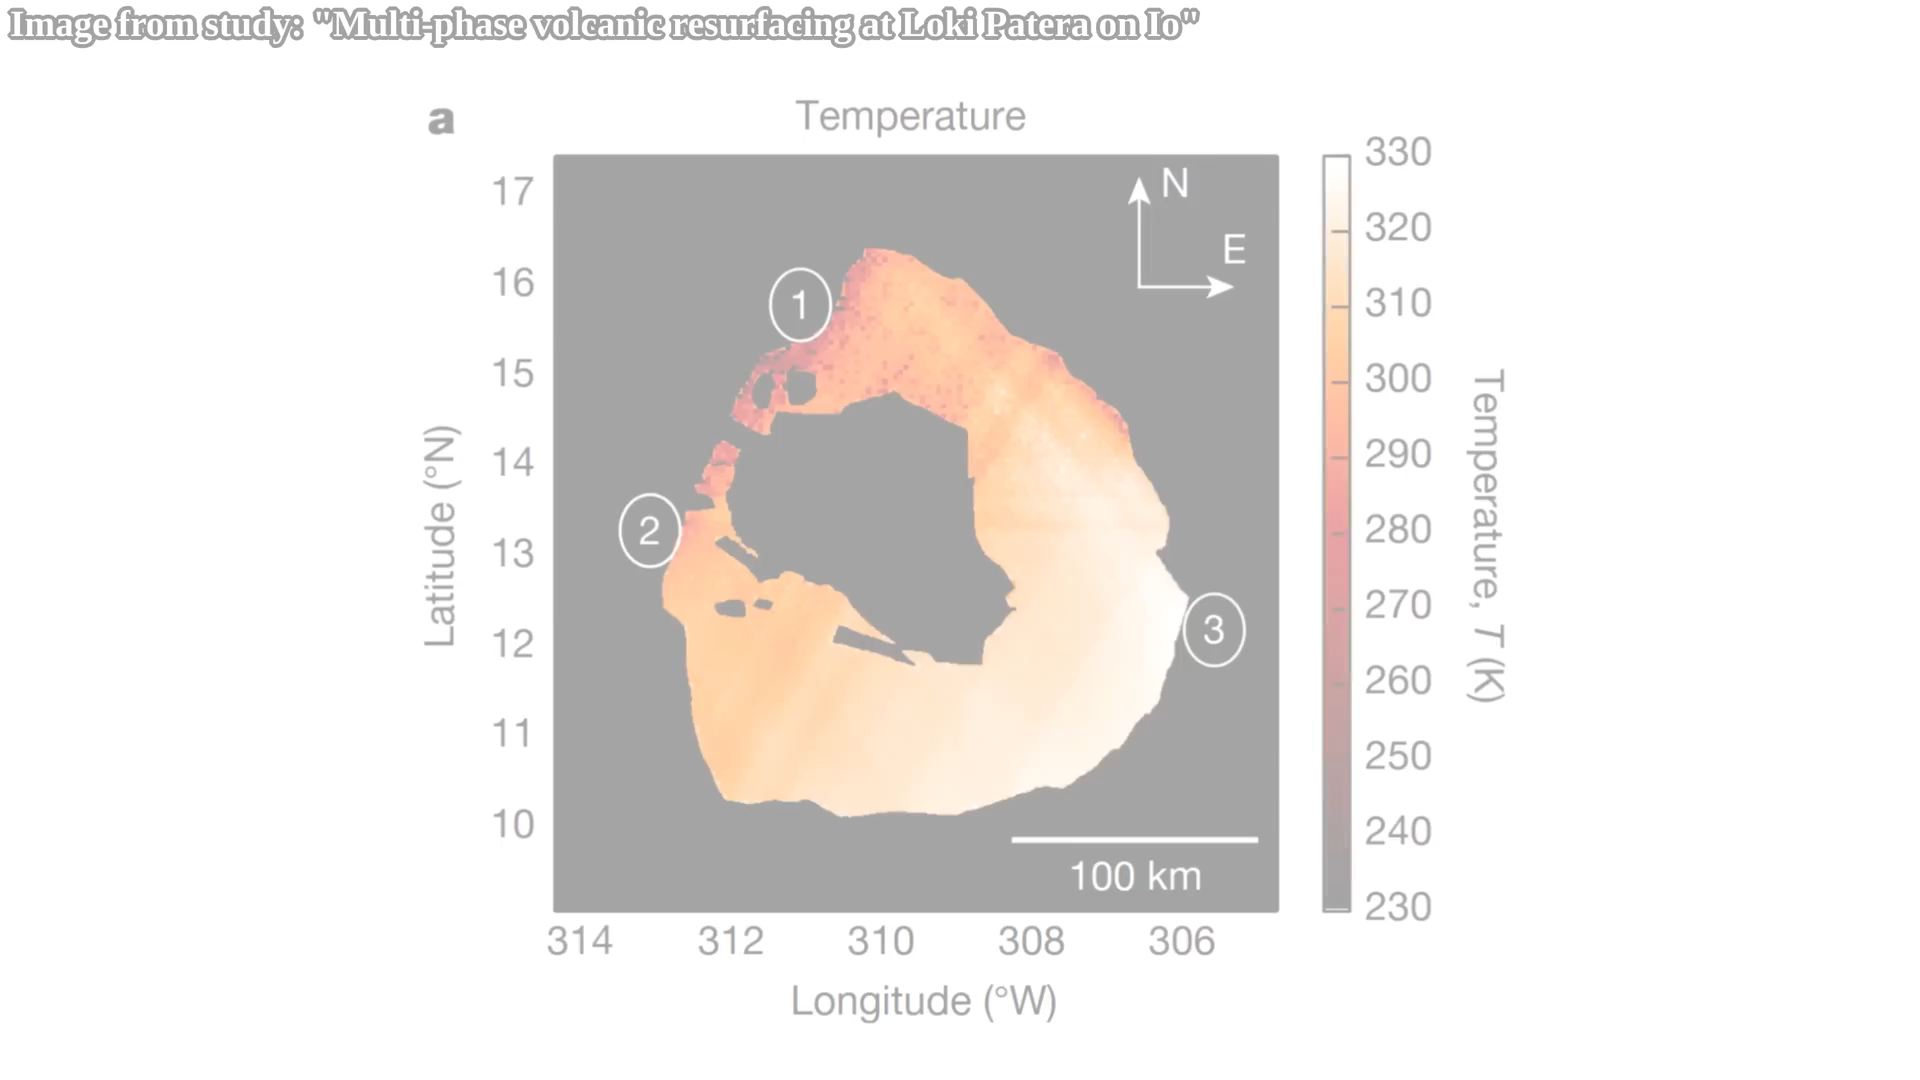 Image from study: "Multi-phase volcanic resurfacing at Loki Patera on Io"
a
Temperature
N
E
1
2
3
100 km
17
16
15
14
13
12
11
10
Latitude (°N)
314 312 310 308 306
Longitude (°W)
330
320
310
300
290
280
270
260
250
240
230
Temperature, T (K)